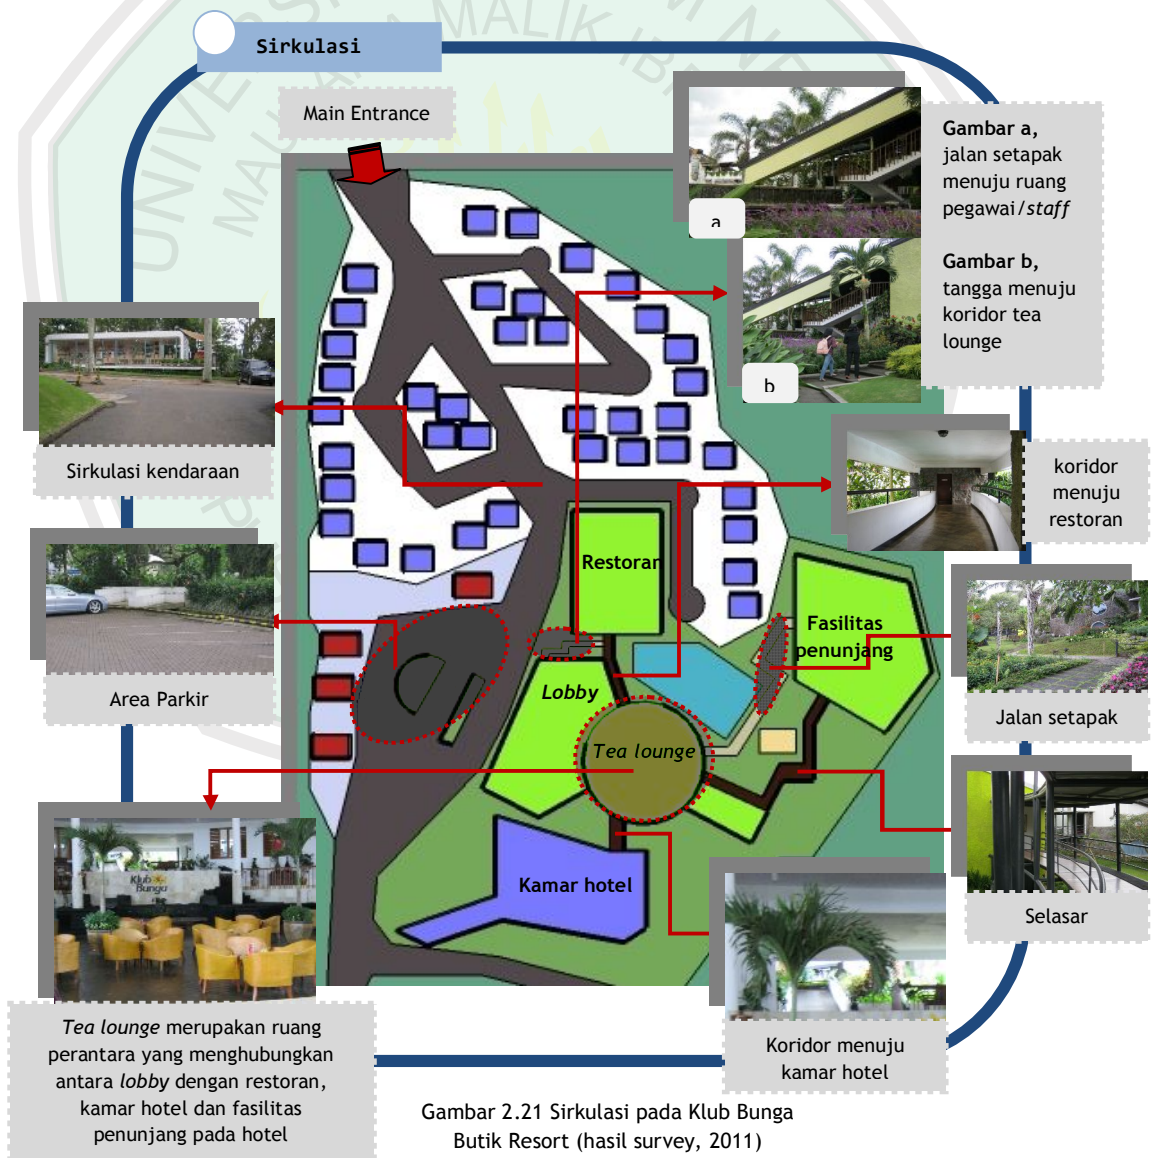 Sirkulasi
Main Entrance
Gambar a,
jalan setapak
menuju ruang
pegawai/staff
Gambar b,
tangga menuju
koridor tea
lounge
a
b
Sirkulasi kendaraan
koridor
menuju
restoran
Restoran
Fasilitas
penunjang
Lobby
Area Parkir
Jalan setapak
Tea lounge
Klub
Bunga
Kamar hotel
Selasar
Koridor menuju
kamar hotel
Tea lounge merupakan ruang
perantara yang menghubungkan
antara lobby dengan restoran,
kamar hotel dan fasilitas
penunjang pada hotel
Gambar 2.21 Sirkulasi pada Klub Bunga
Butik Resort (hasil survey, 2011)